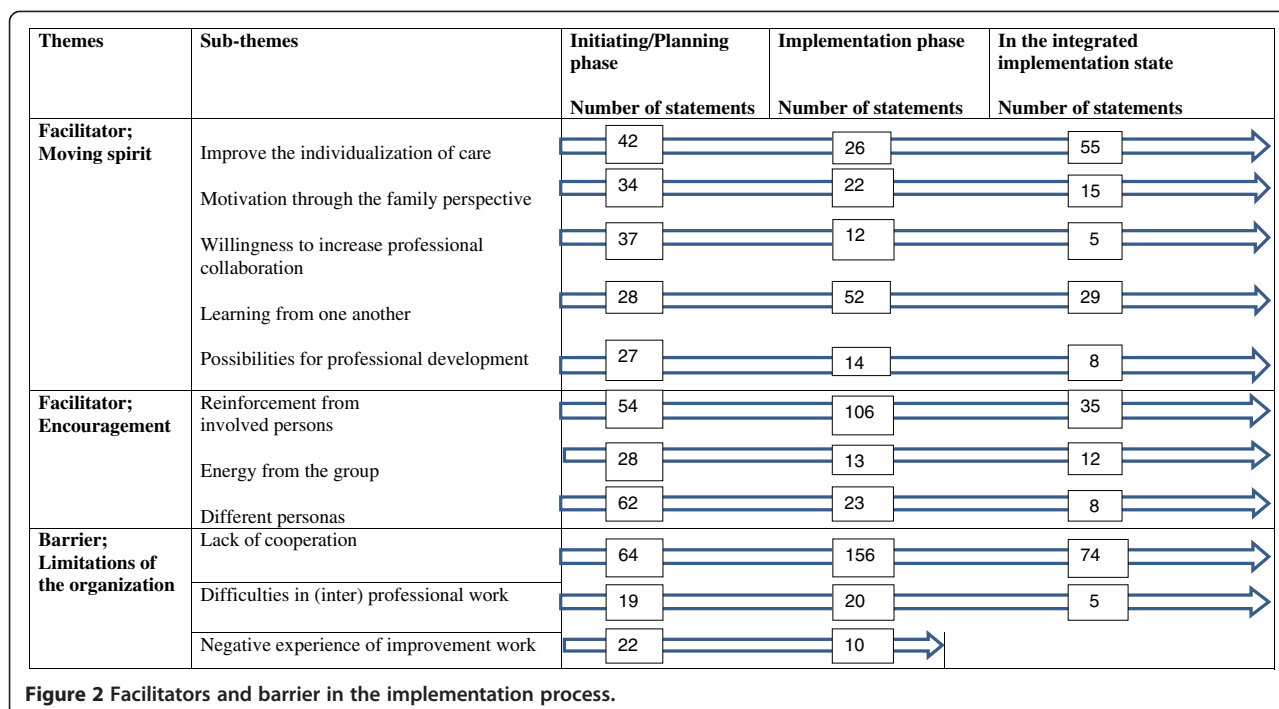 Themes Sub-themes Initiating/Planning phase Implementation phase In the integrated implementation state
Number of statements Number of statements Number of statements
Facilitator; Moving spirit
Improve the individualization of care 42 26 55
Motivation through the family perspective 34 22 15
Willingness to increase professional collaboration 37 12 5
Learning from one another 28 52 29
Possibilities for professional development 27 14 8
Facilitator; Encouragement
Reinforcement from involved persons 54 106 35
Energy from the group 28 13 12
Different personas 62 23 8
Barrier; Limitations of the organization
Lack of cooperation 64 156 74
Difficulties in (inter) professional work 19 20 5
Negative experience of improvement work 22 10
Figure 2 Facilitators and barrier in the implementation process.